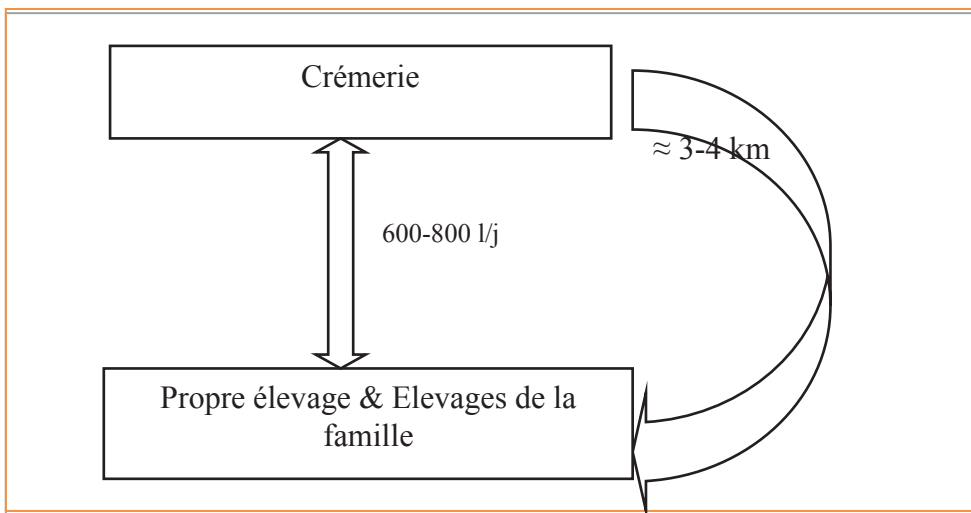 Crémerie
≈ 3-4 km
600-800 l/j
Propre élevage & Elevages de la
famille